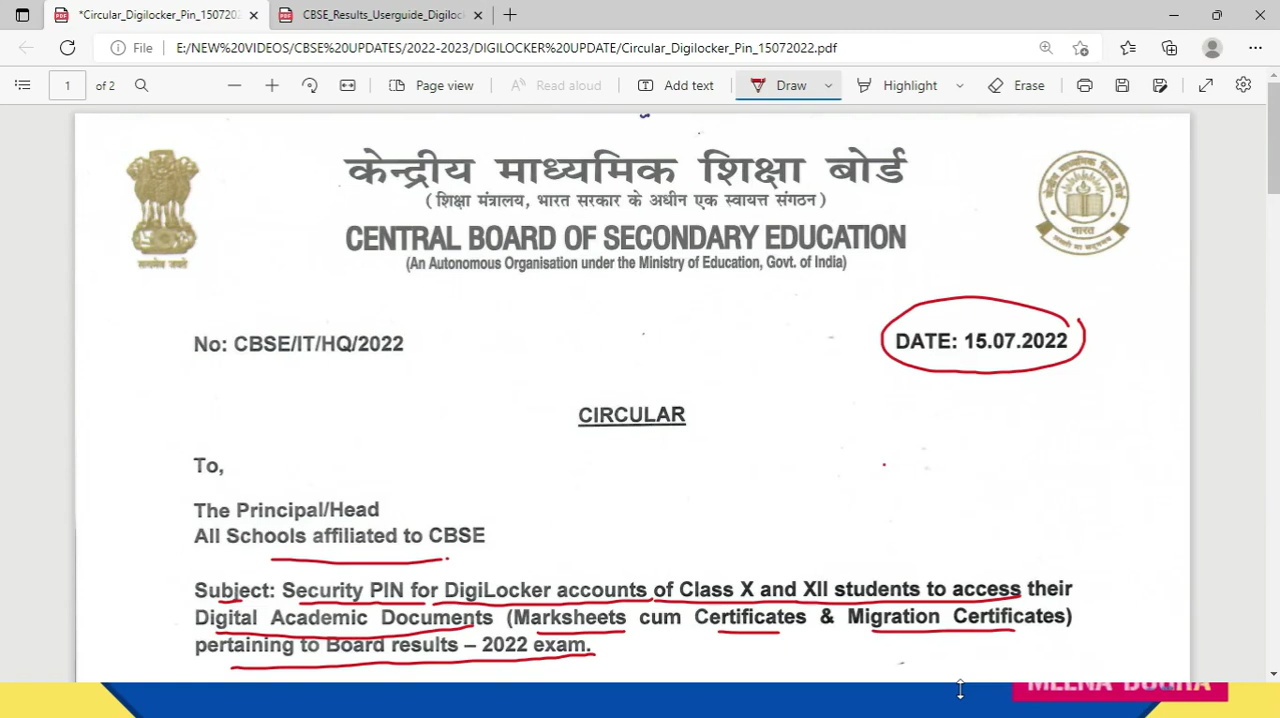 *Circular_Digilocker_Pin_150720
CBSE_Results_Userguide_Digilock
File
E:/NEW%20VIDEOS/CBSE%20UPDATES/2022-2023/DIGILOCKER%20UPDATE/Circular_Digilocker_Pin_15072022.pdf
1 of 2
Page view
Read aloud
Add text
Draw
Highlight
Erase
केन्द्रीय माध्यमिक शिक्षा बोर्ड
(शिक्षा मंत्रालय, भारत सरकार के अधीन एक स्वायत्त संगठन)
CENTRAL BOARD OF SECONDARY EDUCATION
(An Autonomous Organisation under the Ministry of Education, Govt. of India)
सत्यमेव जयते
भारत
No: CBSE/IT/HQ/2022
DATE: 15.07.2022
CIRCULAR
To,
The Principal/Head
All Schools affiliated to CBSE
Subject: Security PIN for DigiLocker accounts of Class X and XII students to access their
Digital Academic Documents (Marksheets cum Certificates & Migration Certificates)
pertaining to Board results – 2022 exam.